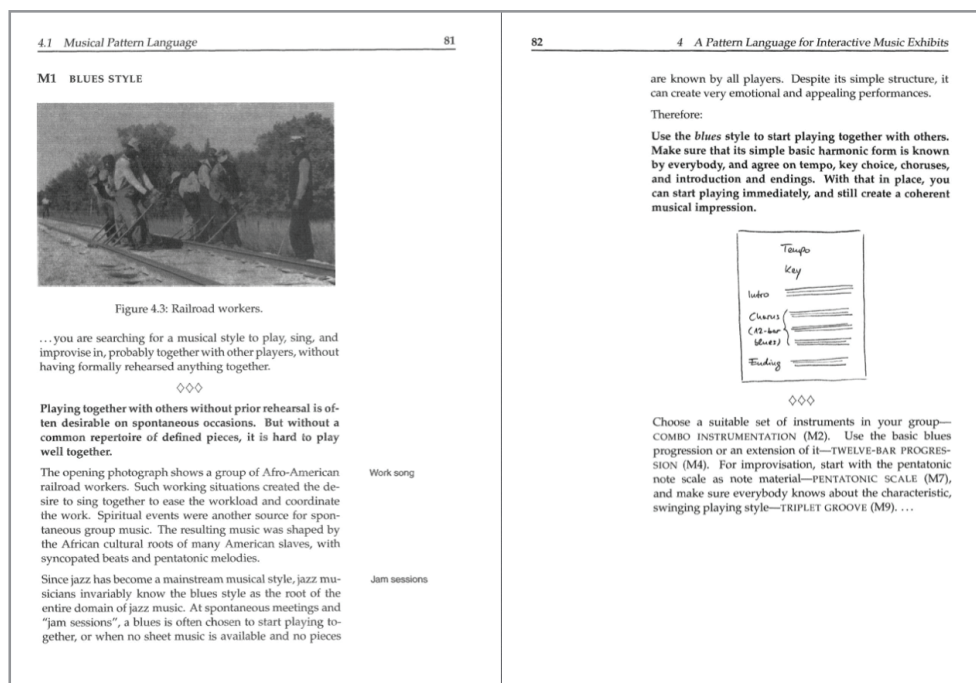 4.1 Musical Pattern Language 81
M1 BLUES STYLE
Figure 4.3: Railroad workers.
...you are searching for a musical style to play, sing, and
improvise in, probably together with other players, without
having formally rehearsed anything together.
◇◇◇
Playing together with others without prior rehearsal is of-
ten desirable on spontaneous occasions. But without a
common repertoire of defined pieces, it is hard to play
well together.
The opening photograph shows a group of Afro-American
railroad workers. Such working situations created the de-
sire to sing together to ease the workload and coordinate
the work. Spiritual events were another source for spon-
taneous group music. The resulting music was shaped by
the African cultural roots of many American slaves, with
syncopated beats and pentatonic melodies.
Work song
Since jazz has become a mainstream musical style, jazz mu-
sicians invariably know the blues style as the root of the
entire domain of jazz music. At spontaneous meetings and
"jam sessions", a blues is often chosen to start playing to-
gether, or when no sheet music is available and no pieces
Jam sessions
82 4 A Pattern Language for Interactive Music Exhibits
are known by all players. Despite its simple structure, it
can create very emotional and appealing performances.
Therefore:
Use the blues style to start playing together with others.
Make sure that its simple basic harmonic form is known
by everybody, and agree on tempo, key choice, choruses,
and introduction and endings. With that in place, you
can start playing immediately, and still create a coherent
musical impression.
Tempo
Key
Intro
Chorus
(12-bar
blues)
Ending
◇◇◇
Choose a suitable set of instruments in your group—
COMBO INSTRUMENTATION (M2). Use the basic blues
progression or an extension of it—TWELVE-BAR PROGRES-
SION (M4). For improvisation, start with the pentatonic
note scale as note material—PENTATONIC SCALE (M7),
and make sure everybody knows about the characteristic,
swinging playing style—TRIPLET GROOVE (M9). ...